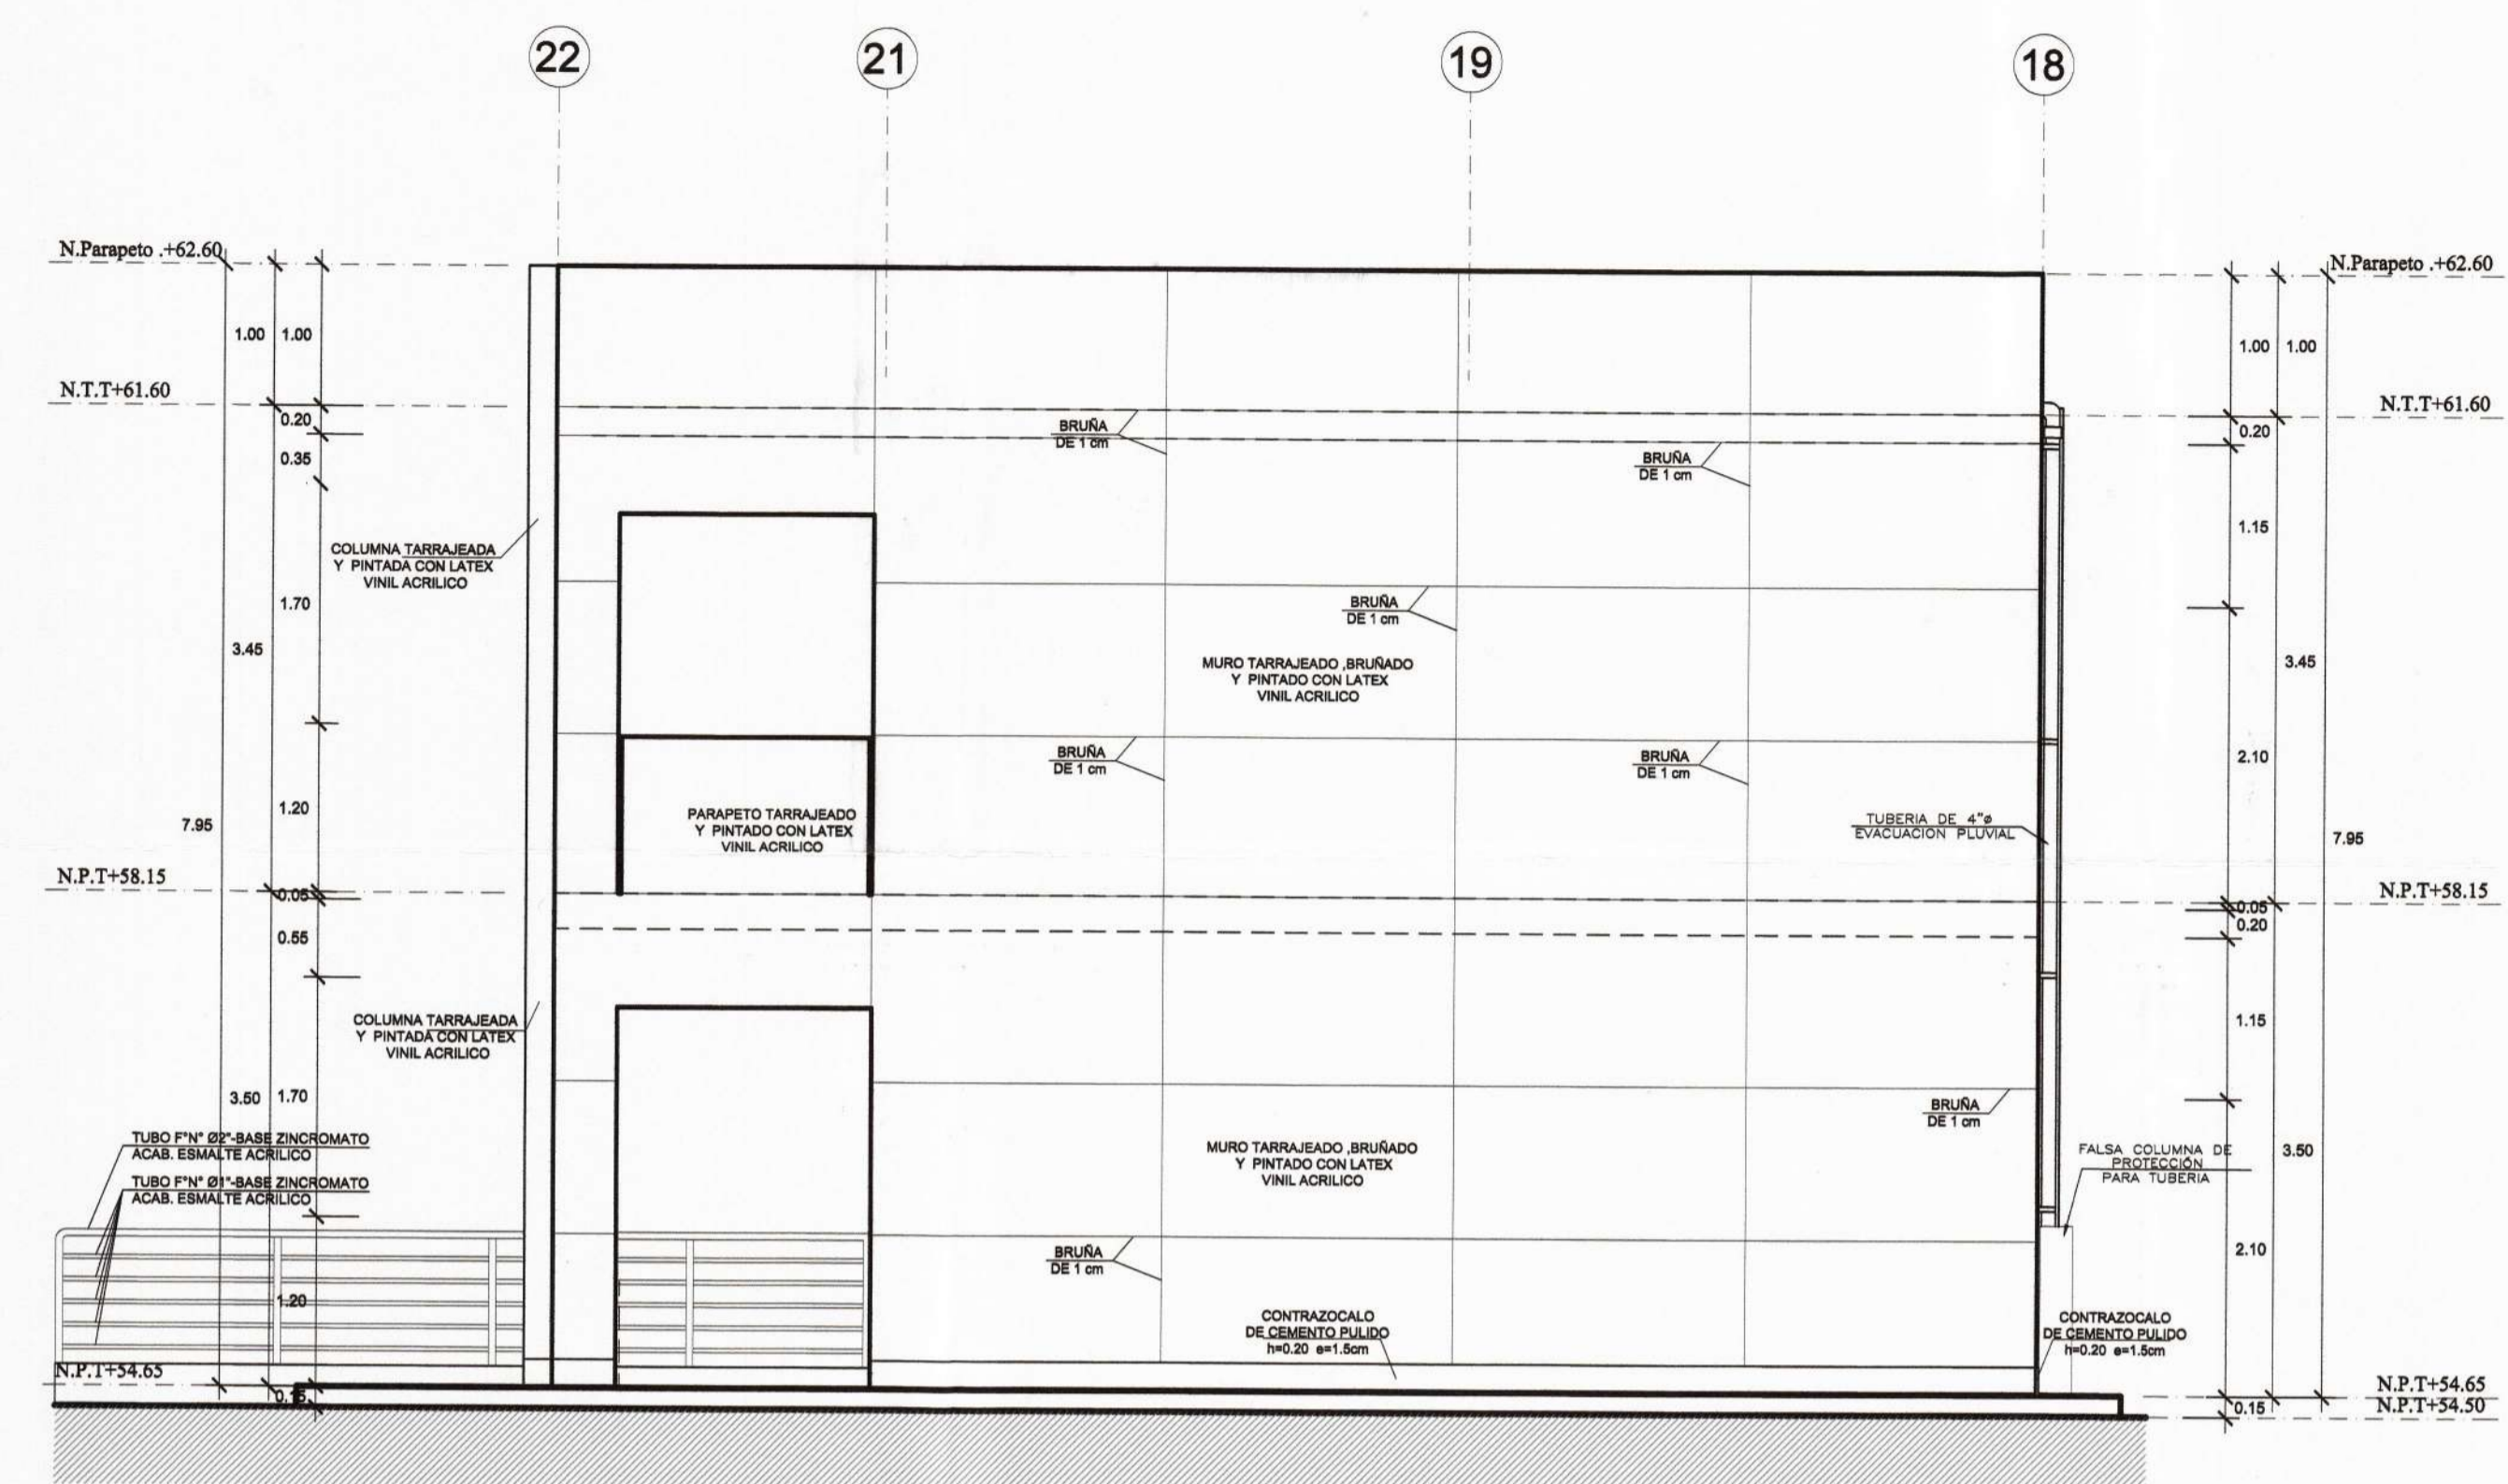 22
21
19
18
N.Parapeto .+62.60
N.Parapeto .+62.60
1.00
1.00
1.00
1.00
N.T.T+61.60
N.T.T+61.60
0.20
BRUÑA
DE 1 cm
0.20
0.35
BRUÑA
DE 1 cm
1.15
COLUMNA TARRAJEADA
Y PINTADA CON LATEX
VINIL ACRILICO
1.70
BRUÑA
DE 1 cm
3.45
MURO TARRAJEADO ,BRUÑADO
Y PINTADO CON LATEX
VINIL ACRILICO
3.45
BRUÑA
DE 1 cm
BRUÑA
DE 1 cm
2.10
1.20
7.95
PARAPETO TARRAJEADO
Y PINTADO CON LATEX
VINIL ACRILICO
TUBERIA DE 4"ø
EVACUACION PLUVIAL
7.95
N.P.T+58.15
N.P.T+58.15
0.05
0.05
0.20
0.55
COLUMNA TARRAJEADA
Y PINTADA CON LATEX
VINIL ACRILICO
1.15
3.50
1.70
BRUÑA
DE 1 cm
TUBO F°N° Ø2"-BASE ZINCROMATO
ACAB. ESMALTE ACRILICO
MURO TARRAJEADO ,BRUÑADO
Y PINTADO CON LATEX
VINIL ACRILICO
FALSA COLUMNA DE
PROTECCIÓN
PARA TUBERIA
3.50
TUBO F°N° Ø1"-BASE ZINCROMATO
ACAB. ESMALTE ACRILICO
BRUÑA
DE 1 cm
2.10
1.20
CONTRAZOCALO
DE CEMENTO PULIDO
h=0.20 e=1.5cm
CONTRAZOCALO
DE CEMENTO PULIDO
h=0.20 e=1.5cm
N.P.T+54.65
N.P.T+54.65
0.15
0.15
N.P.T+54.50